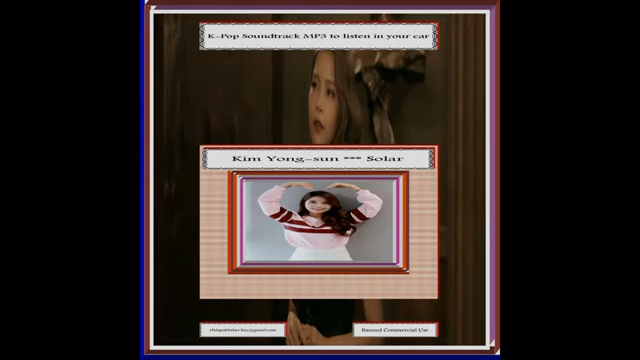 K-Pop Soundtrack MP3 to listen in your car
Kim Yong-sun *** Solar
Banned Commercial Use